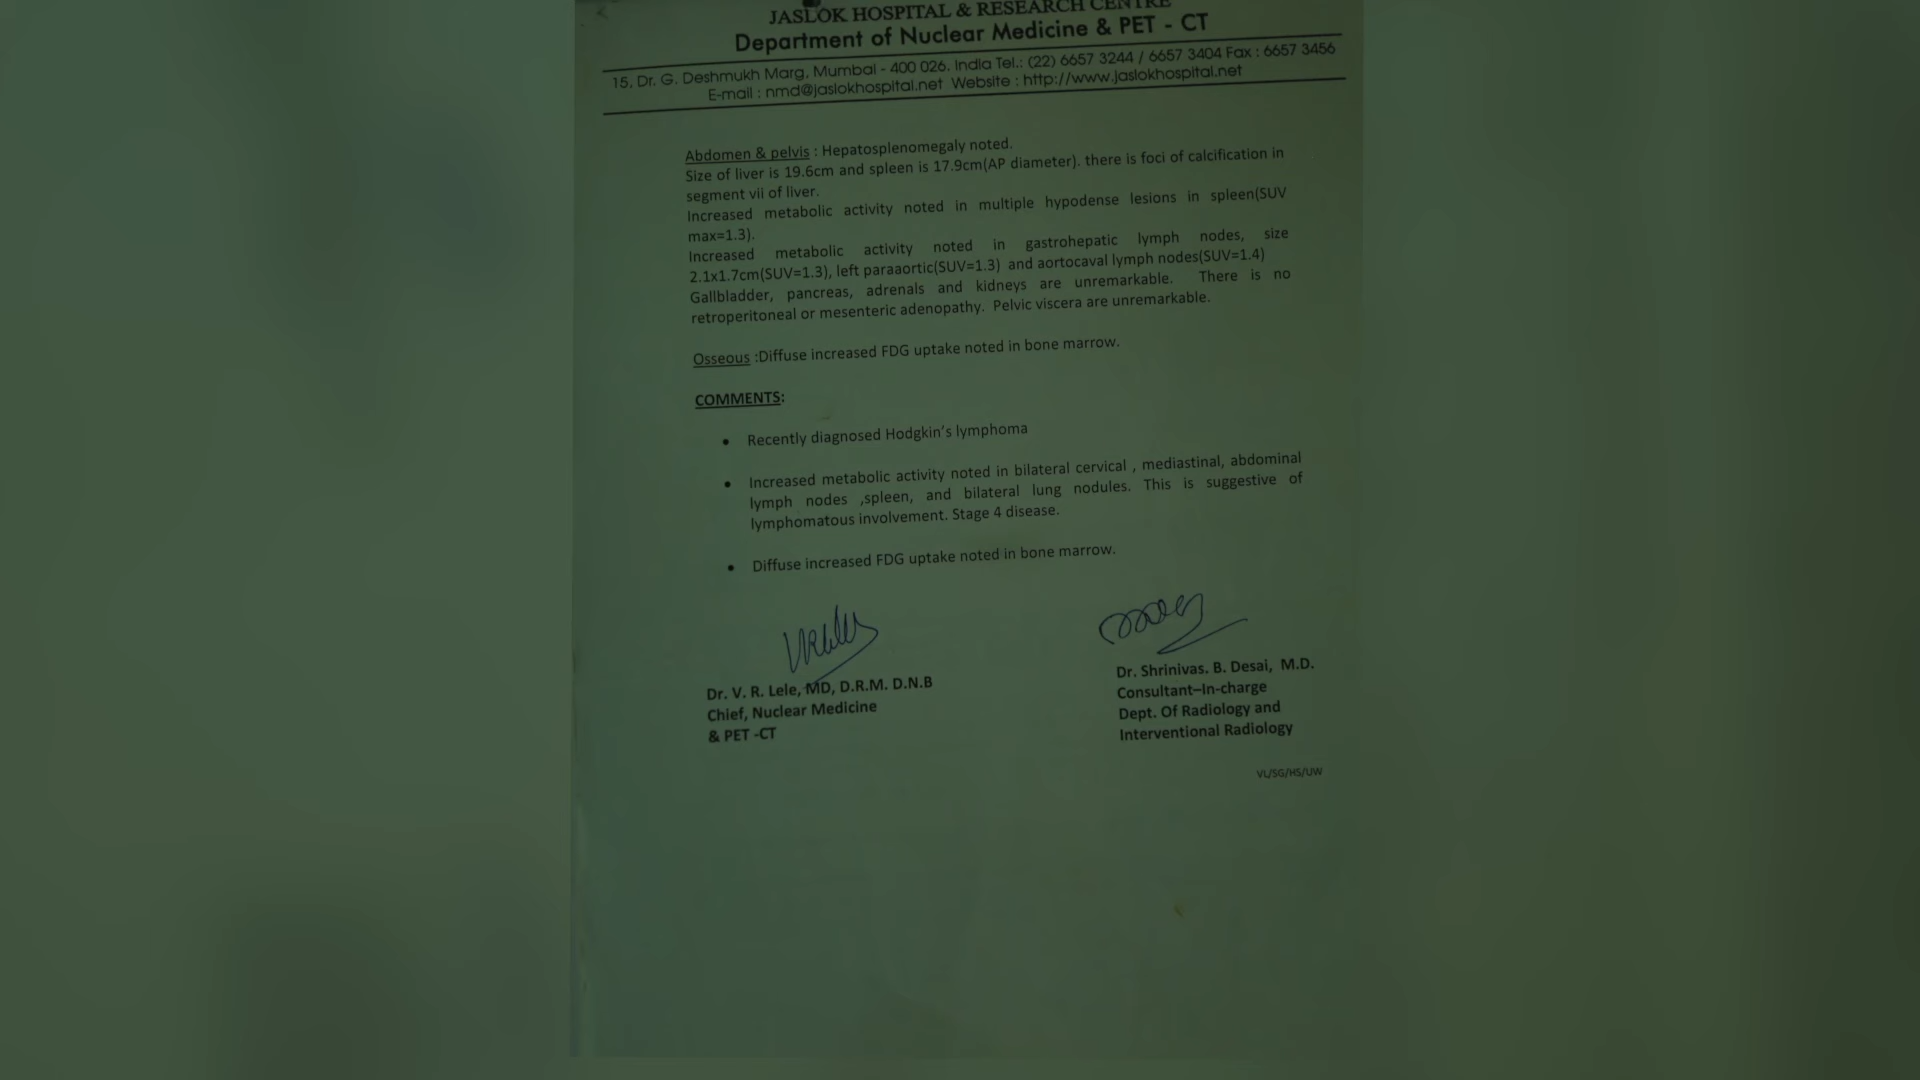 JASLOK HOSPITAL & RESEARCH CENTRE
Department of Nuclear Medicine & PET - CT
15, Dr. G. Deshmukh Marg, Mumbai - 400 026. India Tel.: (22) 6657 3244 / 6657 3404 Fax : 6657 3456
E-mail : nmd@jaslokhospital.net Website : http://www.jaslokhospital.net
Abdomen & pelvis : Hepatosplenomegaly noted.
Size of liver is 19.6cm and spleen is 17.9cm(AP diameter). there is foci of calcification in
segment vii of liver.
Increased metabolic activity noted in multiple hypodense lesions in spleen(SUV
max=1.3).
Increased metabolic activity noted in gastrohepatic lymph nodes, size
2.1x1.7cm(SUV=1.3), left paraaortic(SUV=1.3) and aortocaval lymph nodes(SUV=1.4)
Gallbladder, pancreas, adrenals and kidneys are unremarkable. There is no
retroperitoneal or mesenteric adenopathy. Pelvic viscera are unremarkable.
Osseous :Diffuse increased FDG uptake noted in bone marrow.
COMMENTS:
• Recently diagnosed Hodgkin's lymphoma
• Increased metabolic activity noted in bilateral cervical , mediastinal, abdominal
lymph nodes ,spleen, and bilateral lung nodules. This is suggestive of
lymphomatous involvement. Stage 4 disease.
• Diffuse increased FDG uptake noted in bone marrow.
Dr. V. R. Lele, MD, D.R.M. D.N.B
Chief, Nuclear Medicine
& PET -CT
Dr. Shrinivas. B. Desai, M.D.
Consultant–In-charge
Dept. Of Radiology and
Interventional Radiology
VL/SG/HS/UW